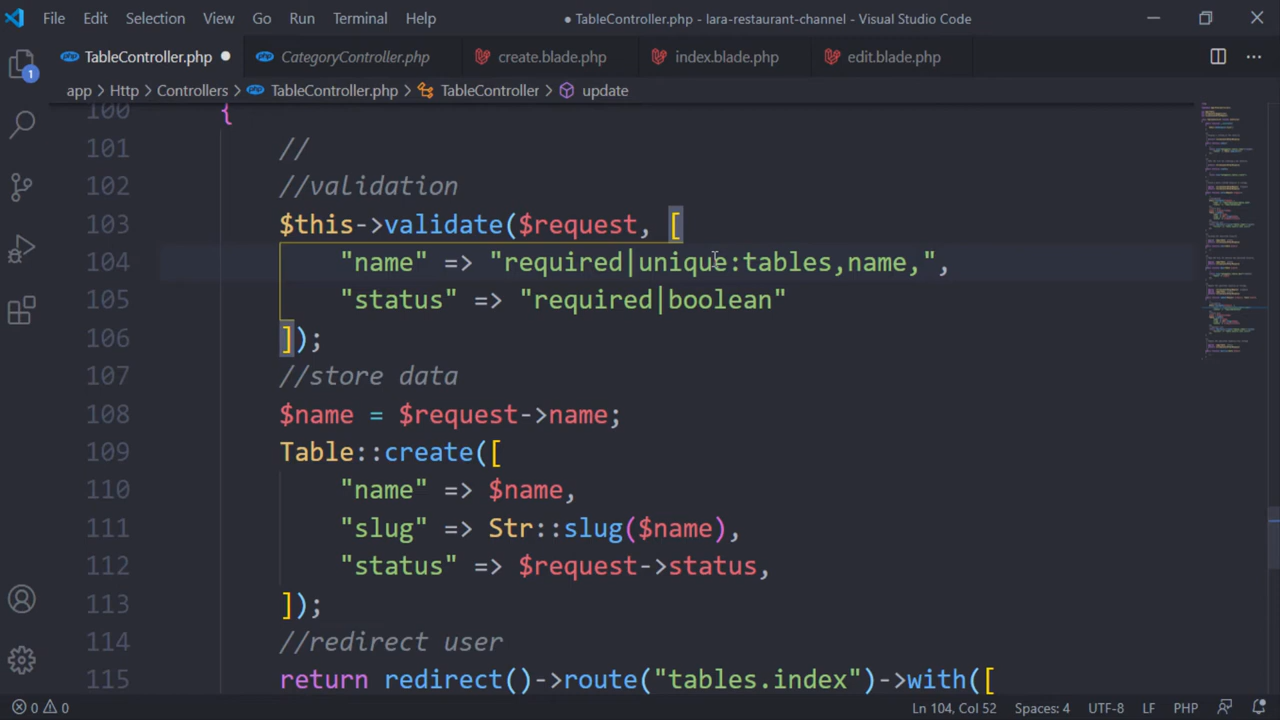 File Edit Selection View Go Run Terminal Help ● TableController.php - lara-restaurant-channel - Visual Studio Code
TableController.php ● CategoryController.php create.blade.php index.blade.php edit.blade.php ...
app > Http > Controllers > TableController.php > TableController > update
100 {
101 //
102 //validation
103 $this->validate($request, [
104 "name" => "required|unique:tables,name,",
105 "status" => "required|boolean"
106 ]);
107 //store data
108 $name = $request->name;
109 Table::create([
110 "name" => $name,
111 "slug" => Str::slug($name),
112 "status" => $request->status,
113 ]);
114 //redirect user
115 return redirect()->route("tables.index")->with([
1
0 0 Ln 104, Col 52 Spaces: 4 UTF-8 LF PHP